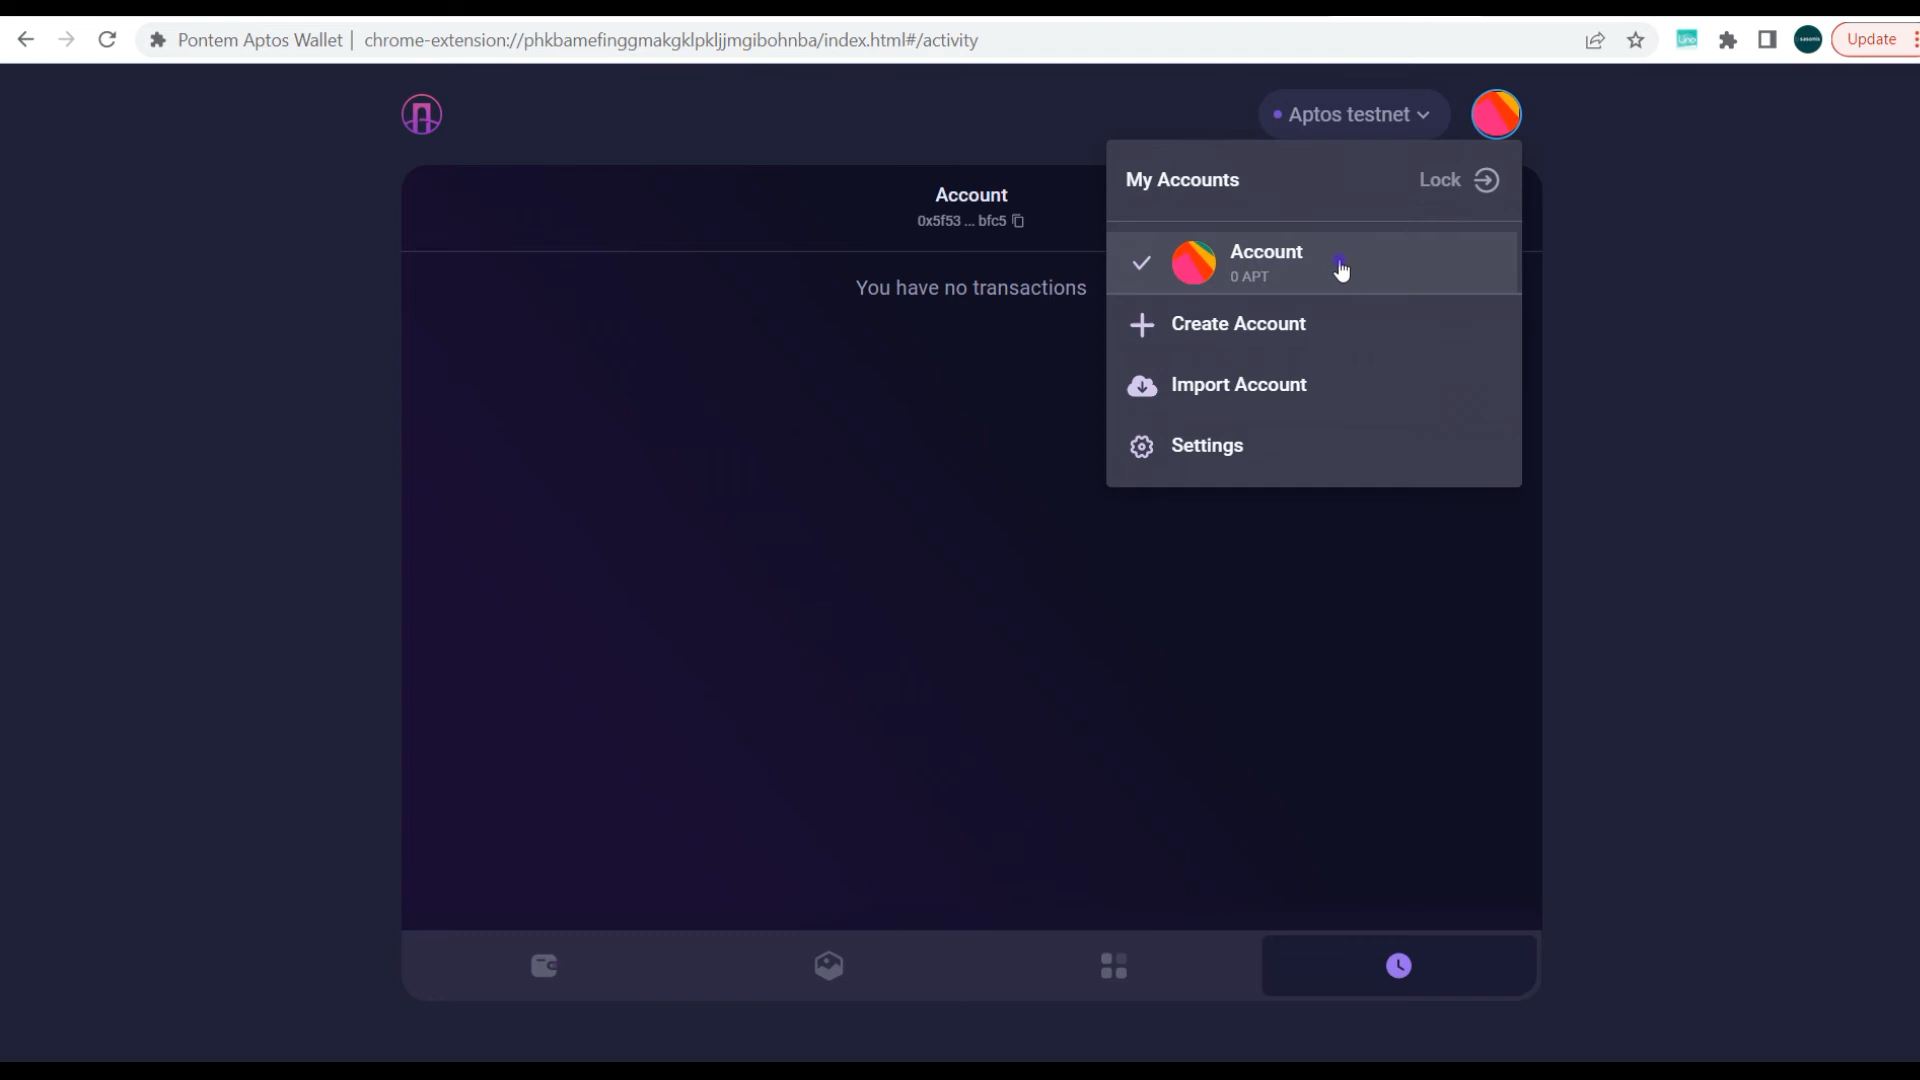 Pontem Aptos Wallet | chrome-extension://phkbamefinggmakgklpkljjmgibohnba/index.html#/activity
Update
Aptos testnet
My Accounts
Lock
Account
0x5f53 ... bfc5
Account
0 APT
You have no transactions
Create Account
Import Account
Settings